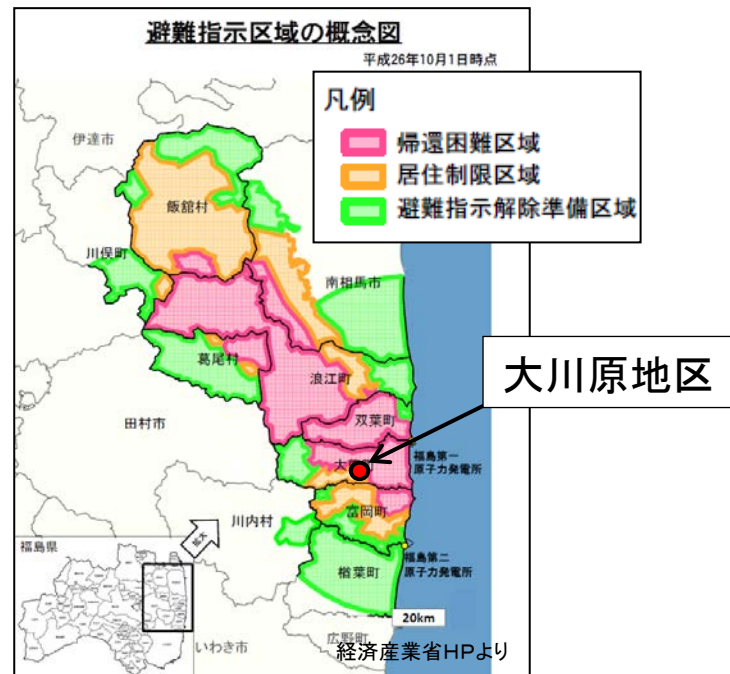 避難指示区域の概念図
平成26年10月1日時点
凡例
帰還困難区域
居住制限区域
避難指示解除準備区域
伊達市
飯舘村
川俣町
南相馬市
葛尾村
浪江町
大川原地区
田村市
双葉町
福島第一
原子力発電所
大
川内村
富岡町
拡大
福島県
福島第二
原子力発電所
楢葉町
20km
いわき市
広野町
経済産業省HPより